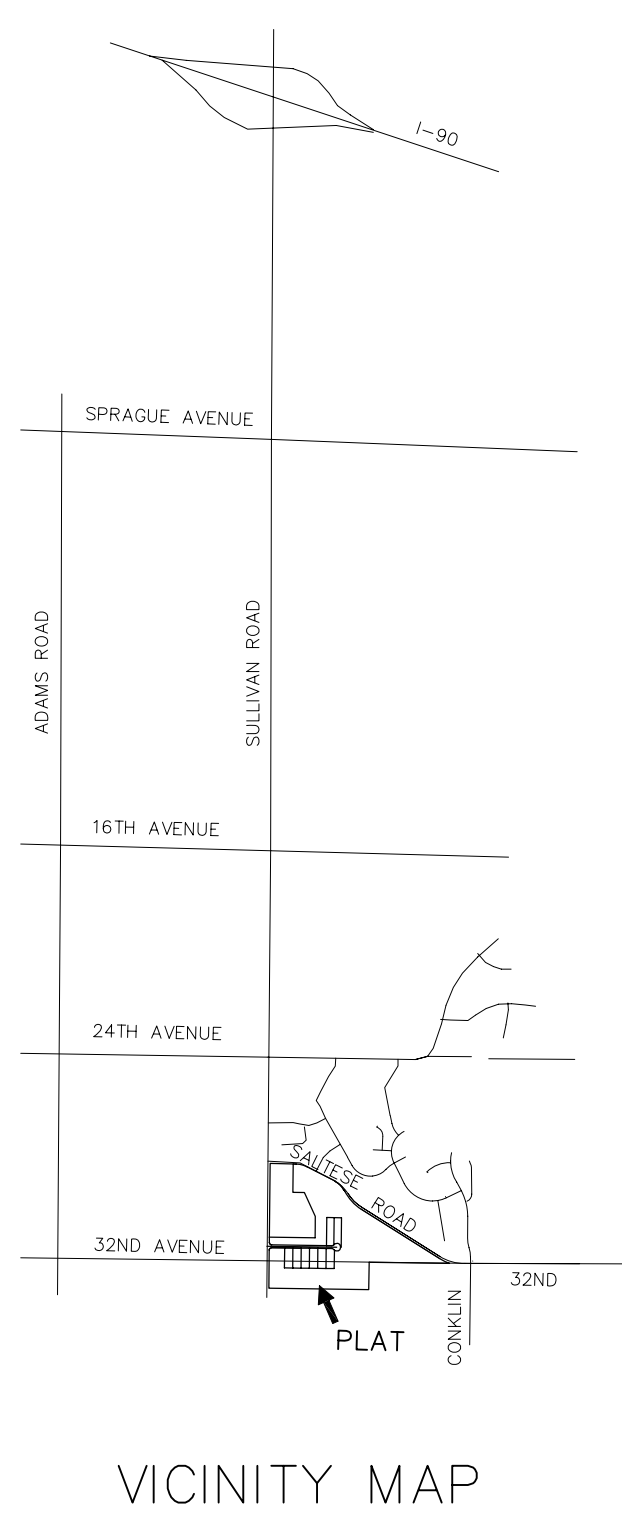 I-90
SPRAGUE AVENUE
ADAMS ROAD
SULLIVAN ROAD
16TH AVENUE
24TH AVENUE
SALTESE ROAD
32ND AVENUE
32ND
CONKLIN
PLAT
VICINITY MAP